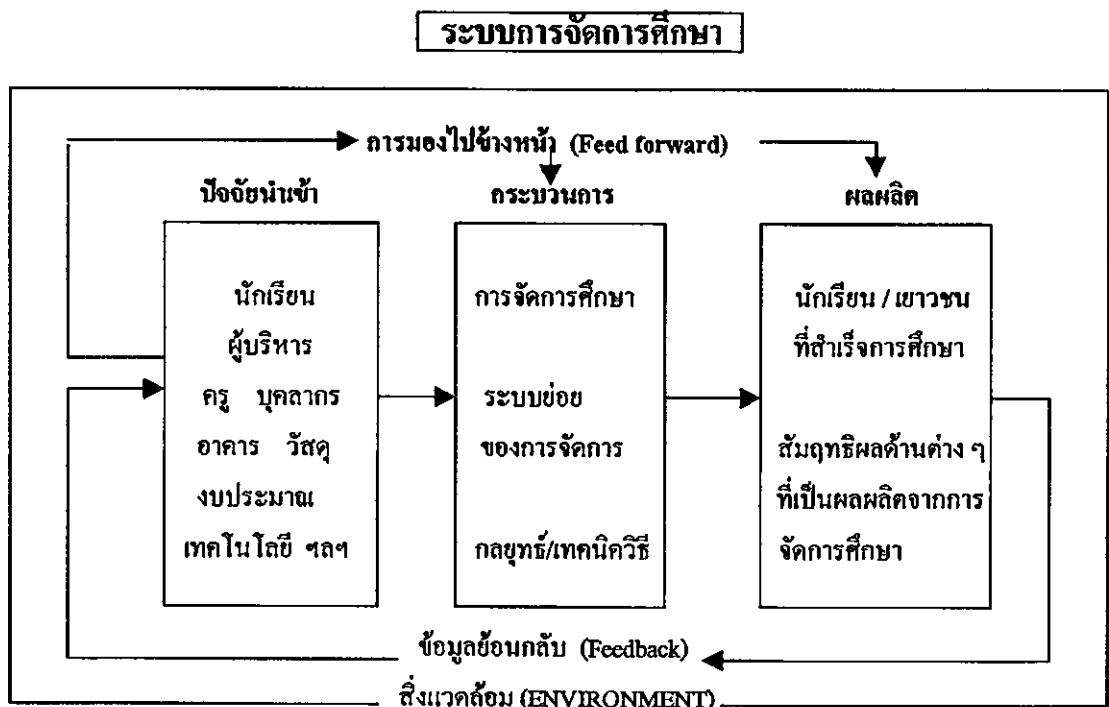 ระบบการจัดการศึกษา
การมองไปข้างหน้า (Feed forward)
ปัจจัยนำเข้า
กระบวนการ
ผลผลิต
นักเรียน
ผู้บริหาร
ครู บุคลากร
อาคาร วัสดุ
งบประมาณ
เทคโนโลยี ฯลฯ
การจัดการศึกษา
ระบบย่อย
ของการจัดการ
กลยุทธ์/เทคนิควิธี
นักเรียน / เยาวชน
ที่สำเร็จการศึกษา
สัมฤทธิผลด้านต่าง ๆ
ที่เป็นผลผลิตจากการ
จัดการศึกษา
ข้อมูลย้อนกลับ (Feedback)
สิ่งแวดล้อม (ENVIRONMENT)